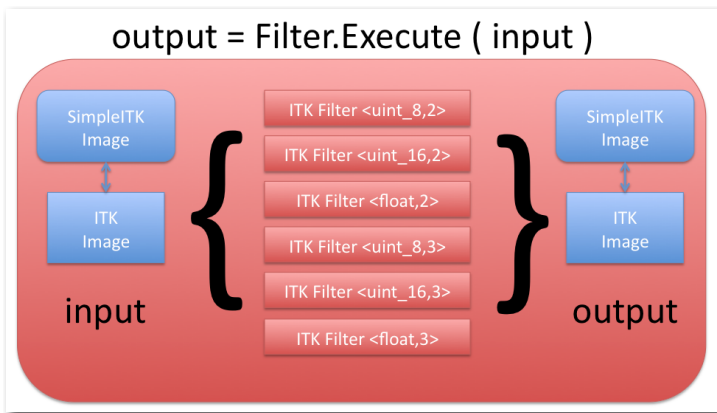 output = Filter.Execute ( input )
SimpleITK
Image
ITK
Image
input
{
ITK Filter <uint_8,2>
ITK Filter <uint_16,2>
ITK Filter <float,2>
ITK Filter <uint_8,3>
ITK Filter <uint_16,3>
ITK Filter <float,3>
}
SimpleITK
Image
ITK
Image
output